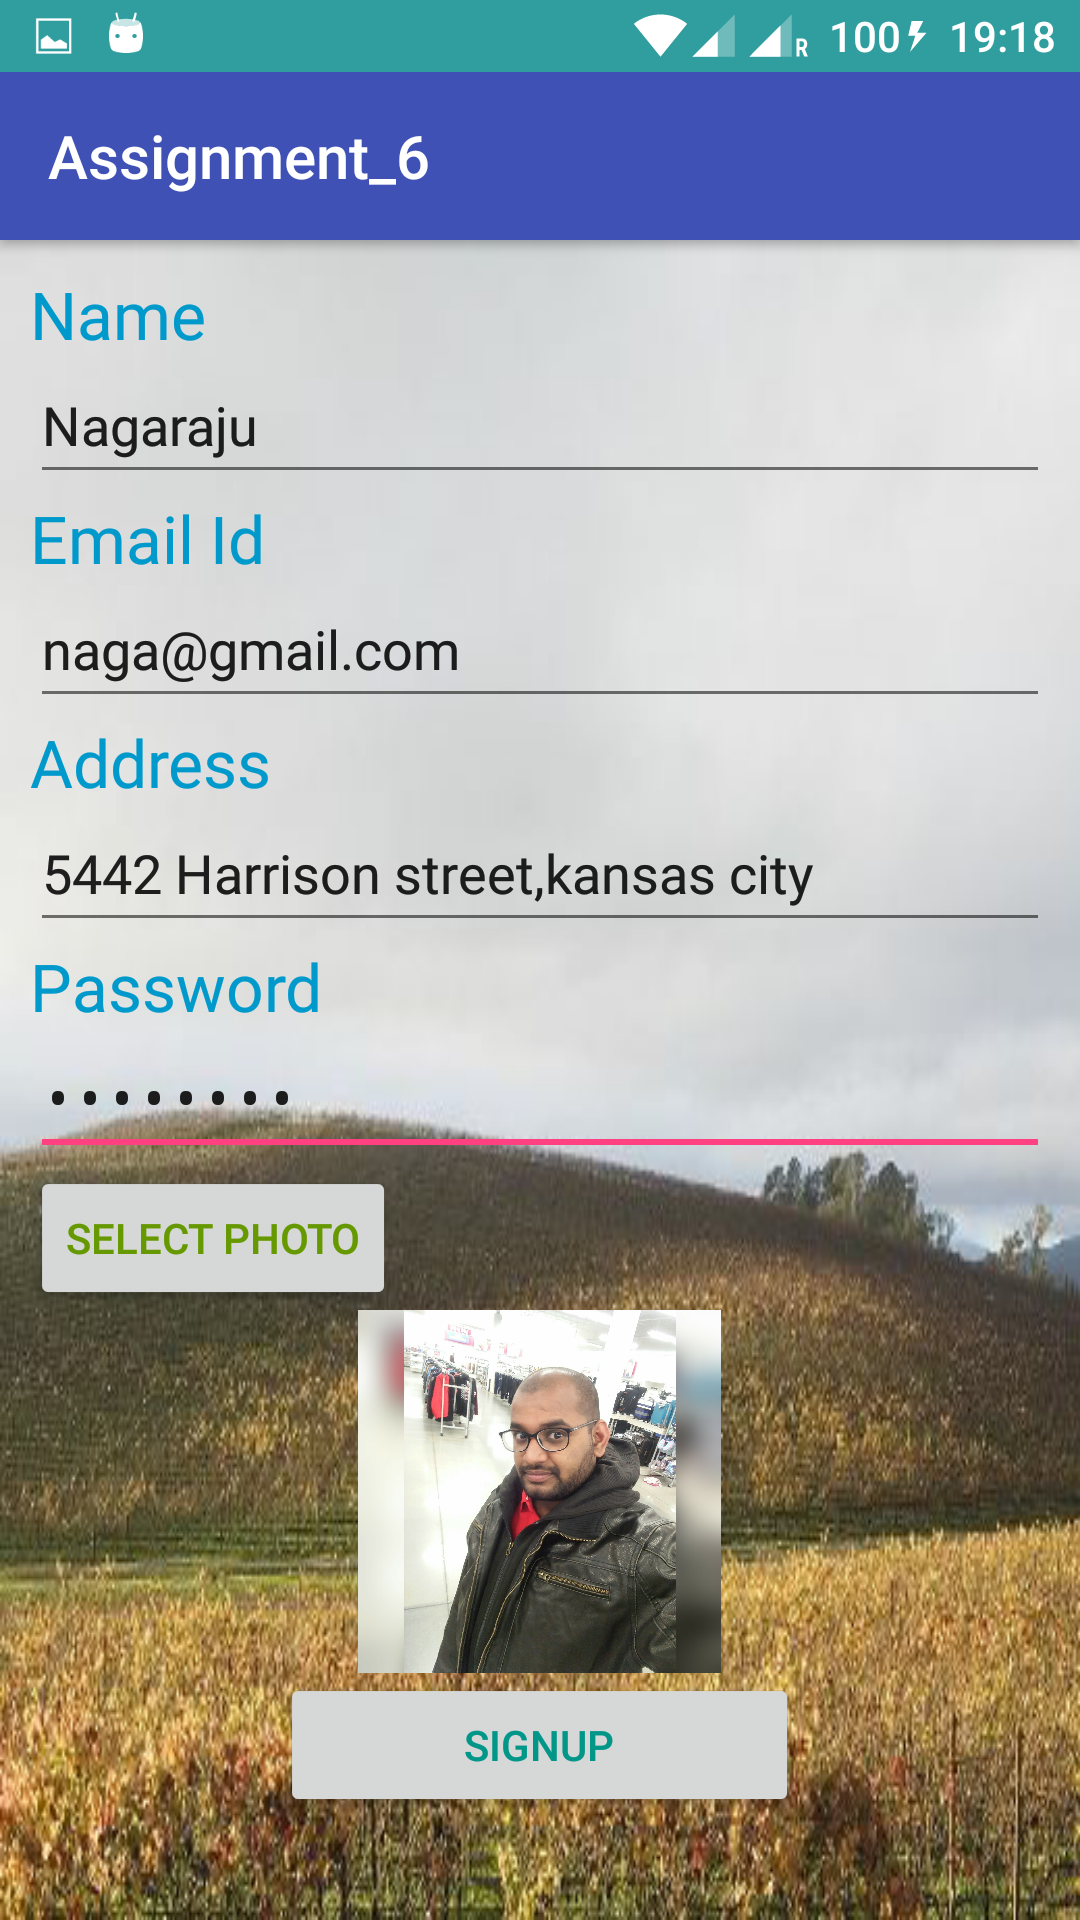 R 100 19:18
Assignment_6
Name
Nagaraju
Email Id
naga@gmail.com
Address
5442 Harrison street,kansas city
Password
••••••••
SELECT PHOTO
SIGNUP